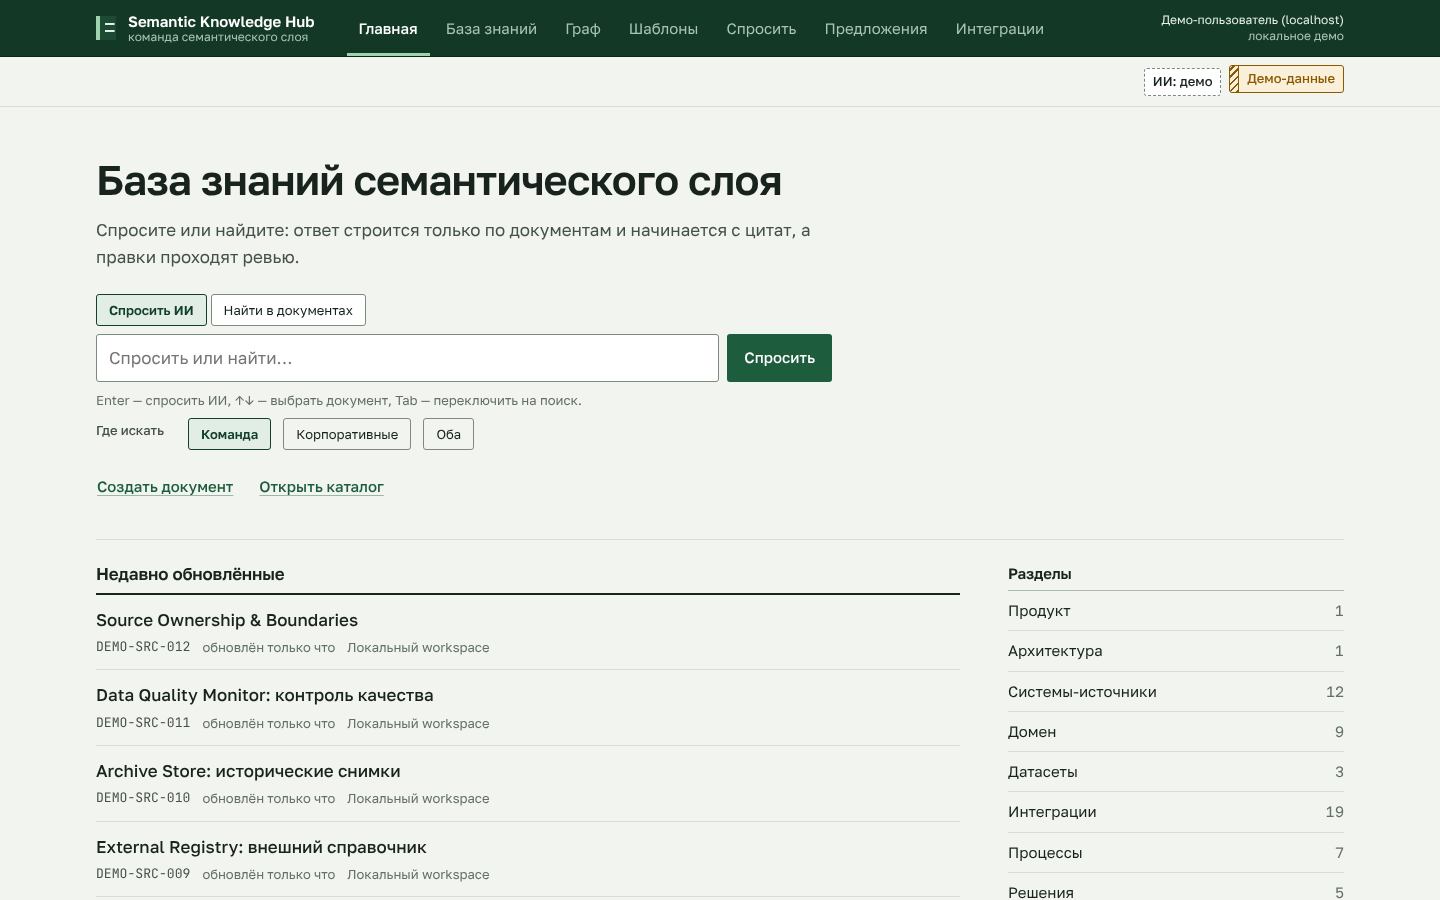 Semantic Knowledge Hub
команда семантического слоя
Главная
База знаний
Граф
Шаблоны
Спросить
Предложения
Интеграции
Демо-пользователь (localhost)
локальное демо
ИИ: демо
Демо-данные
База знаний семантического слоя
Спросите или найдите: ответ строится только по документам и начинается с цитат, а
правки проходят ревью.
Спросить ИИ
Найти в документах
Спросить или найти...
Спросить
Enter — спросить ИИ, ↑↓ — выбрать документ, Tab — переключить на поиск.
Где искать
Команда
Корпоративные
Оба
Создать документ
Открыть каталог
Недавно обновлённые
Source Ownership & Boundaries
DEMO-SRC-012 обновлён только что Локальный workspace
Data Quality Monitor: контроль качества
DEMO-SRC-011 обновлён только что Локальный workspace
Archive Store: исторические снимки
DEMO-SRC-010 обновлён только что Локальный workspace
External Registry: внешний справочник
DEMO-SRC-009 обновлён только что Локальный workspace
Разделы
Продукт 1
Архитектура 1
Системы-источники 12
Домен 9
Датасеты 3
Интеграции 19
Процессы 7
Решения 5